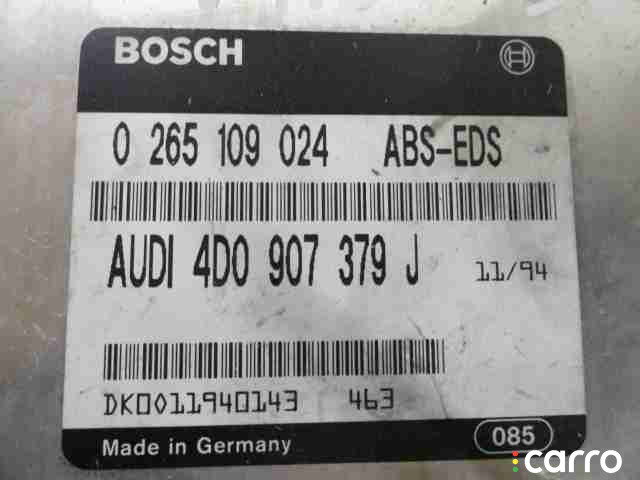 BOSCH
0 265 109 024 ABS-EDS
AUDI 4D0 907 379 J 11/94
DK0011940143 463
Made in Germany 085
carro